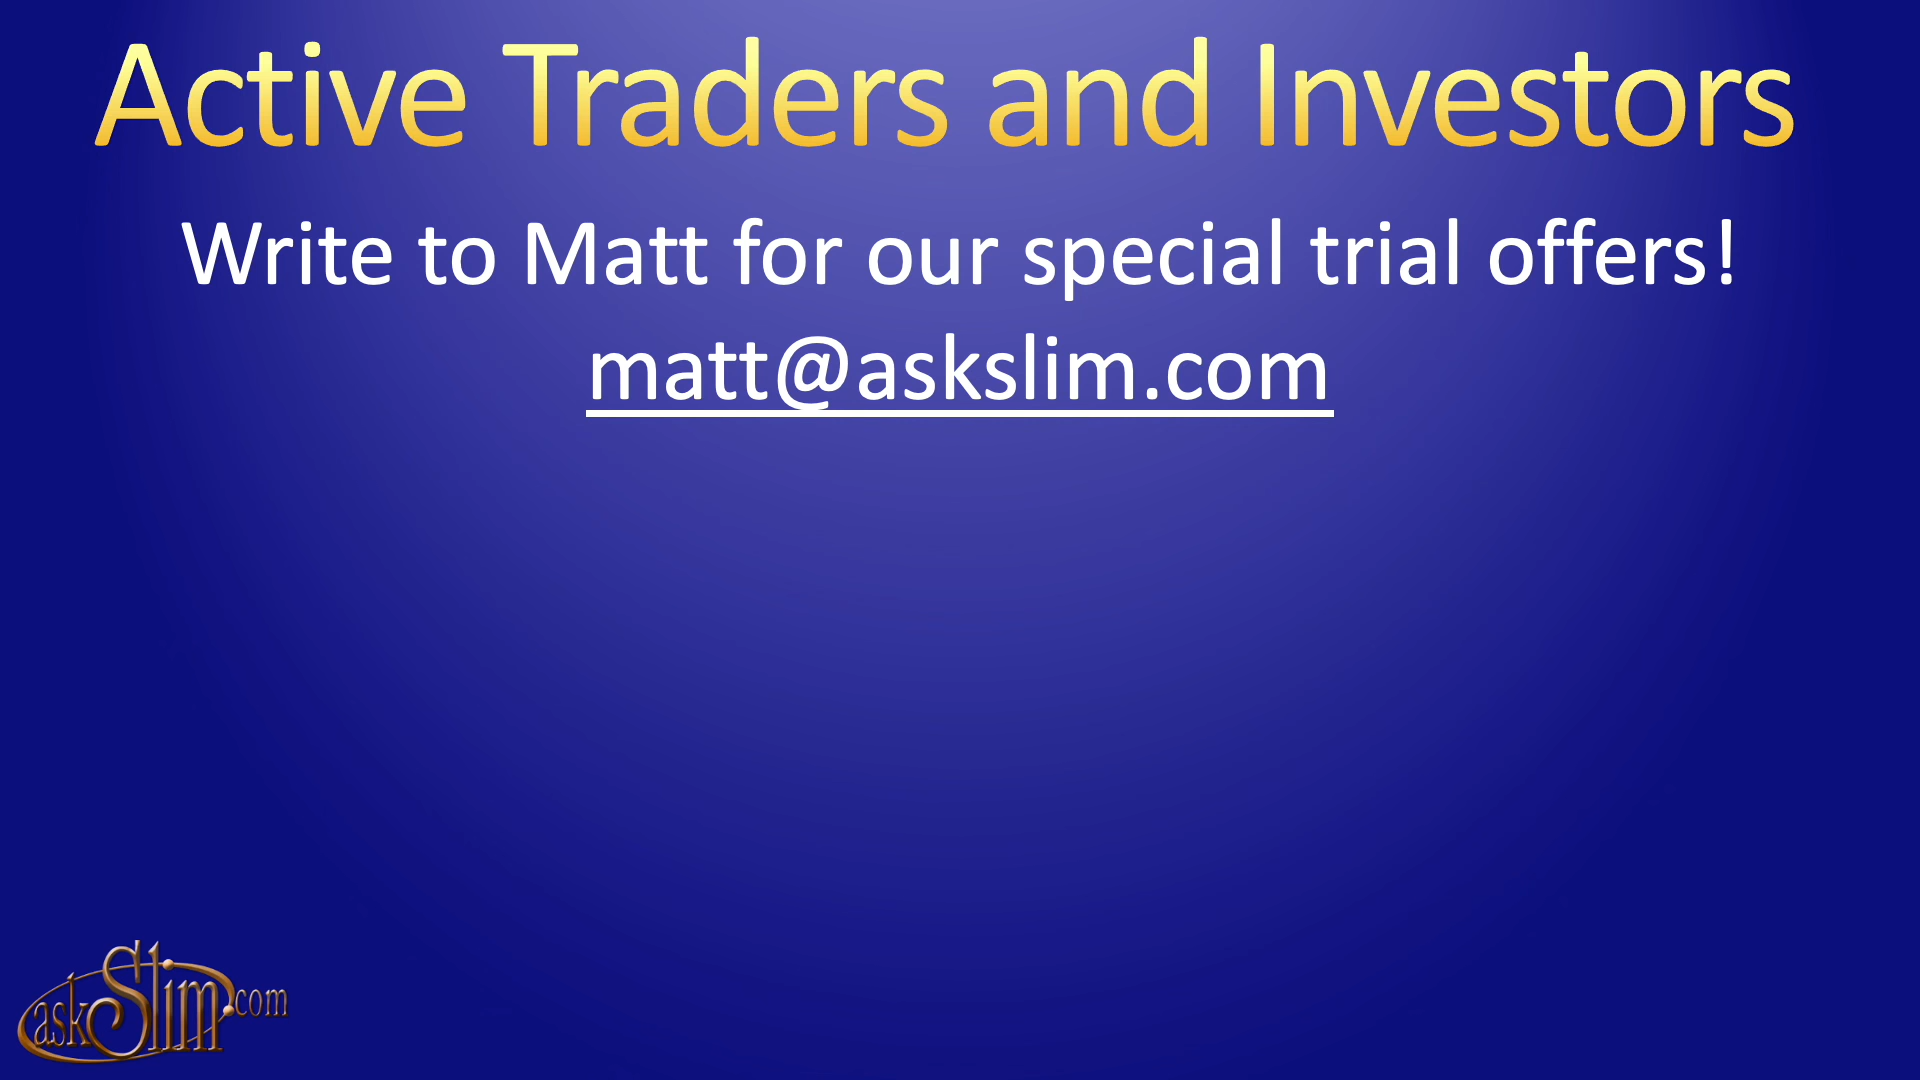 Active Traders and Investors
Write to Matt for our special trial offers!
matt@askslim.com
askSlim.com